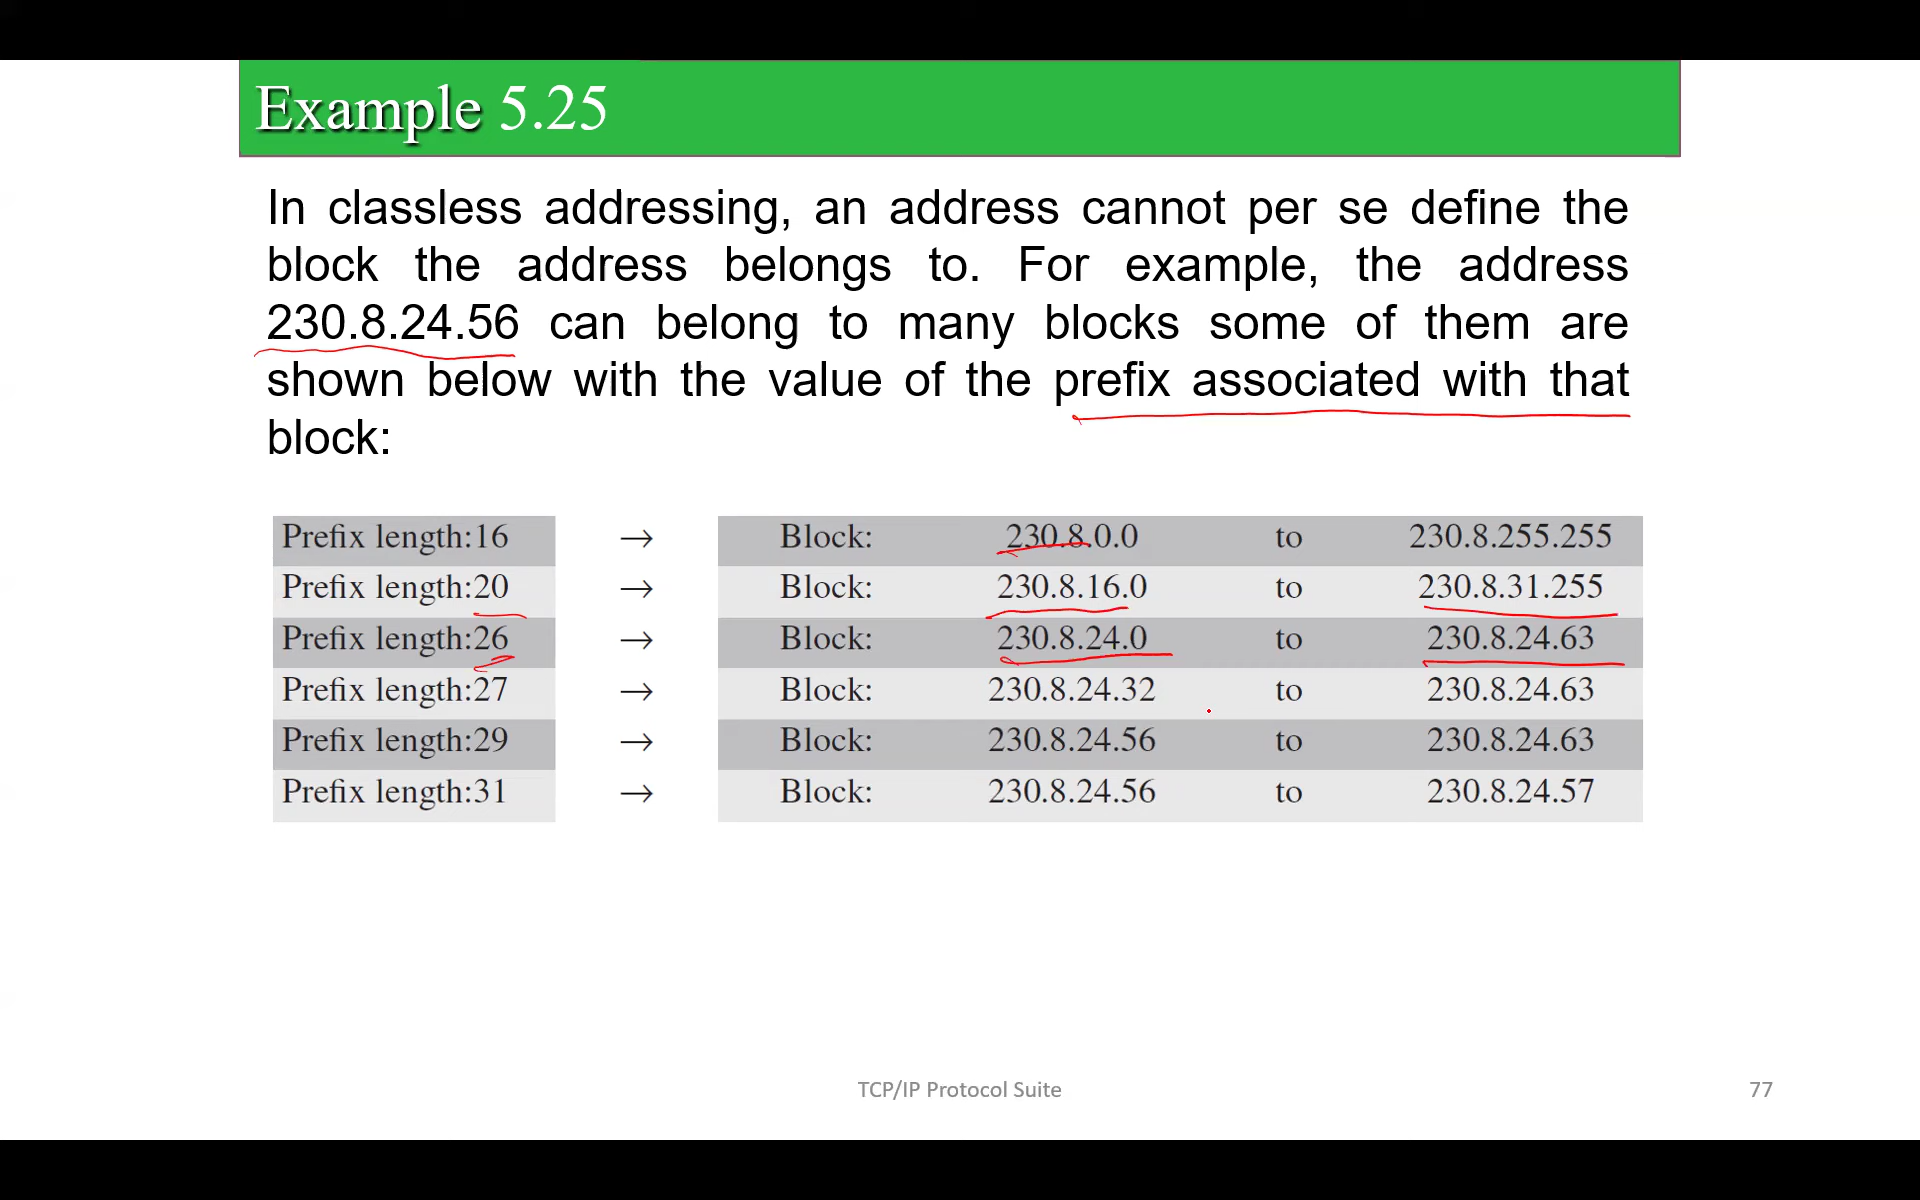 Example 5.25
In classless addressing, an address cannot per se define the
block the address belongs to. For example, the address
230.8.24.56 can belong to many blocks some of them are
shown below with the value of the prefix associated with that
block:
Prefix length:16 → Block: 230.8.0.0 to 230.8.255.255
Prefix length:20 → Block: 230.8.16.0 to 230.8.31.255
Prefix length:26 → Block: 230.8.24.0 to 230.8.24.63
Prefix length:27 → Block: 230.8.24.32 to 230.8.24.63
Prefix length:29 → Block: 230.8.24.56 to 230.8.24.63
Prefix length:31 → Block: 230.8.24.56 to 230.8.24.57
TCP/IP Protocol Suite 77